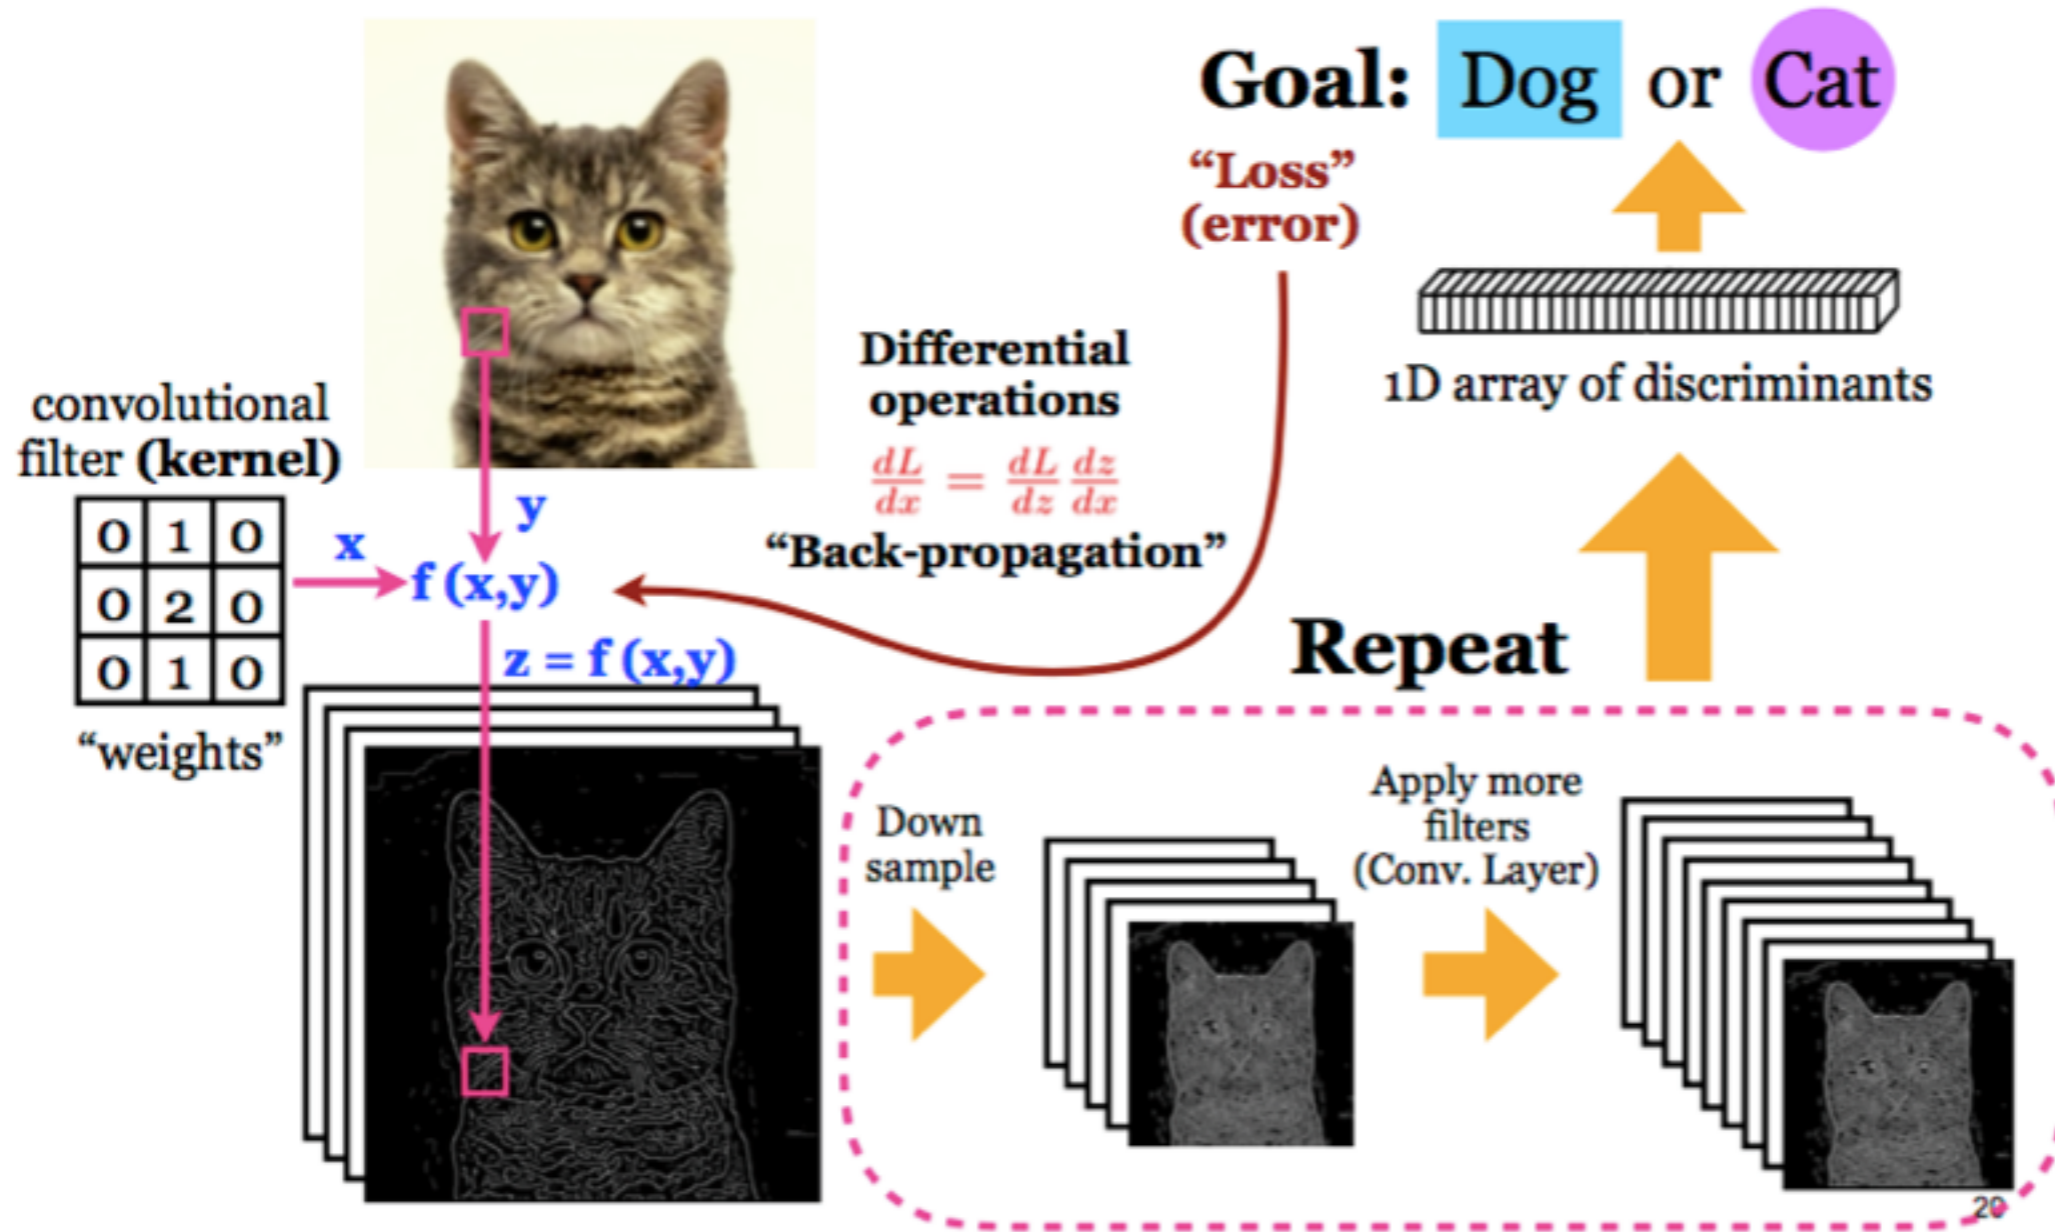 Goal: Dog or Cat
“Loss”
(error)
Differential
operations
dL/dx = dL/dz dz/dx
“Back-propagation”
1D array of discriminants
convolutional
filter (kernel)
0 1 0
0 2 0
0 1 0
“weights”
x
y
f (x,y)
z = f (x,y)
Repeat
Down
sample
Apply more
filters
(Conv. Layer)
20